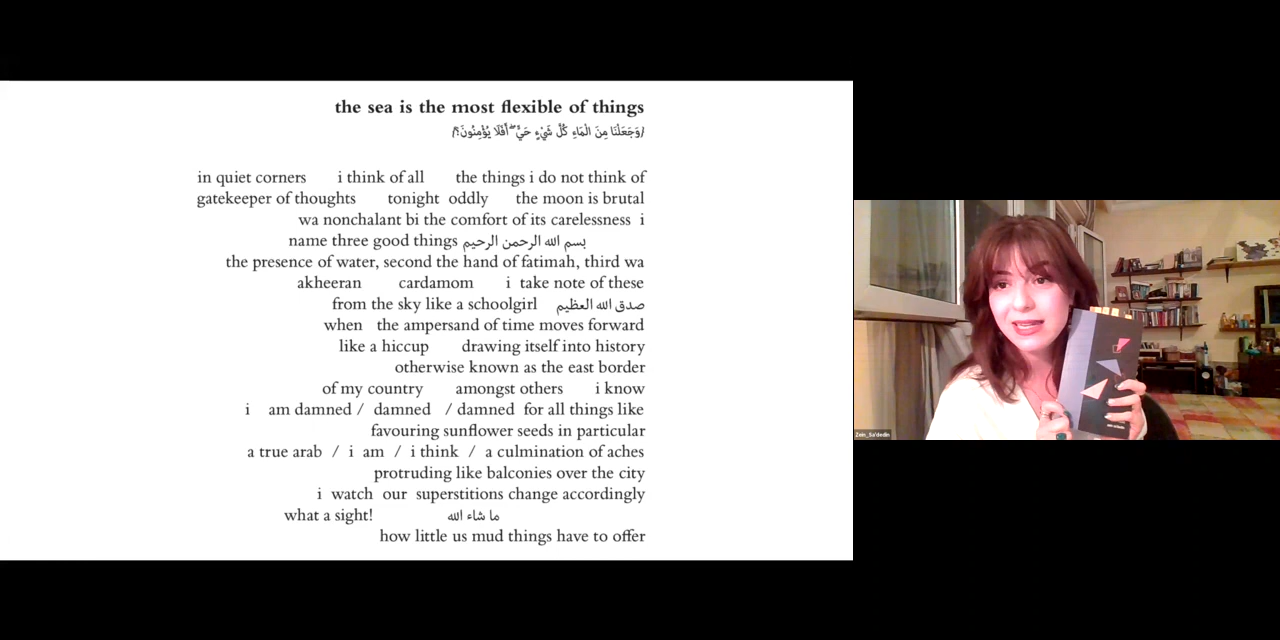 the sea is the most flexible of things
/وَجَعَلْنَا مِنَ الْمَاءِ كُلَّ شَيْءٍ حَيٍّ ۖ أَفَلَا يُؤْمِنُونَ؟/
in quiet corners i think of all the things i do not think of
gatekeeper of thoughts tonight oddly the moon is brutal
wa nonchalant bi the comfort of its carelessness i
name three good things بسم الله الرحمن الرحيم
the presence of water, second the hand of fatimah, third wa
akheeran cardamom i take note of these
from the sky like a schoolgirl صدق الله العظيم
when the ampersand of time moves forward
like a hiccup drawing itself into history
otherwise known as the east border
of my country amongst others i know
i am damned / damned / damned for all things like
favouring sunflower seeds in particular
a true arab / i am / i think / a culmination of aches
protruding like balconies over the city
i watch our superstitions change accordingly
what a sight! ما شاء الله
how little us mud things have to offer
Zein_Sa'dedin